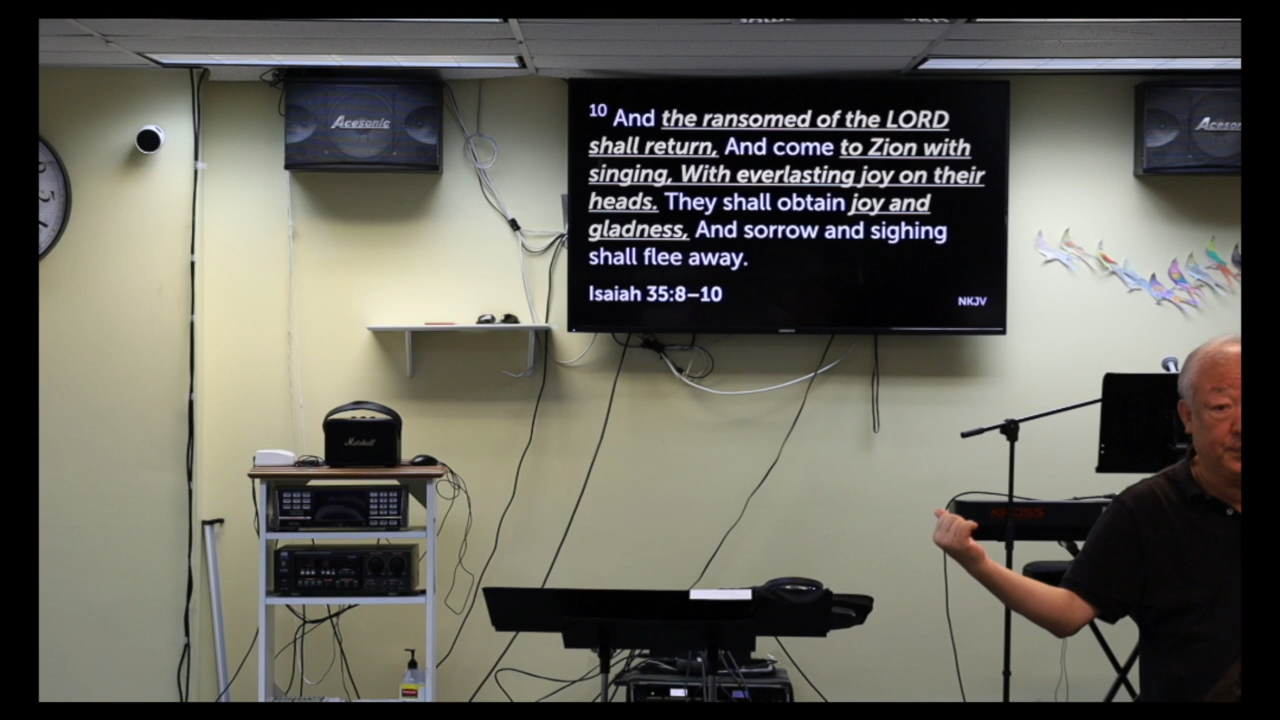 Acesonic
10 And the ransomed of the LORD
shall return, And come to Zion with
singing, With everlasting joy on their
heads. They shall obtain joy and
gladness, And sorrow and sighing
shall flee away.
Isaiah 35:8–10
NKJV
Marshall
KROSS